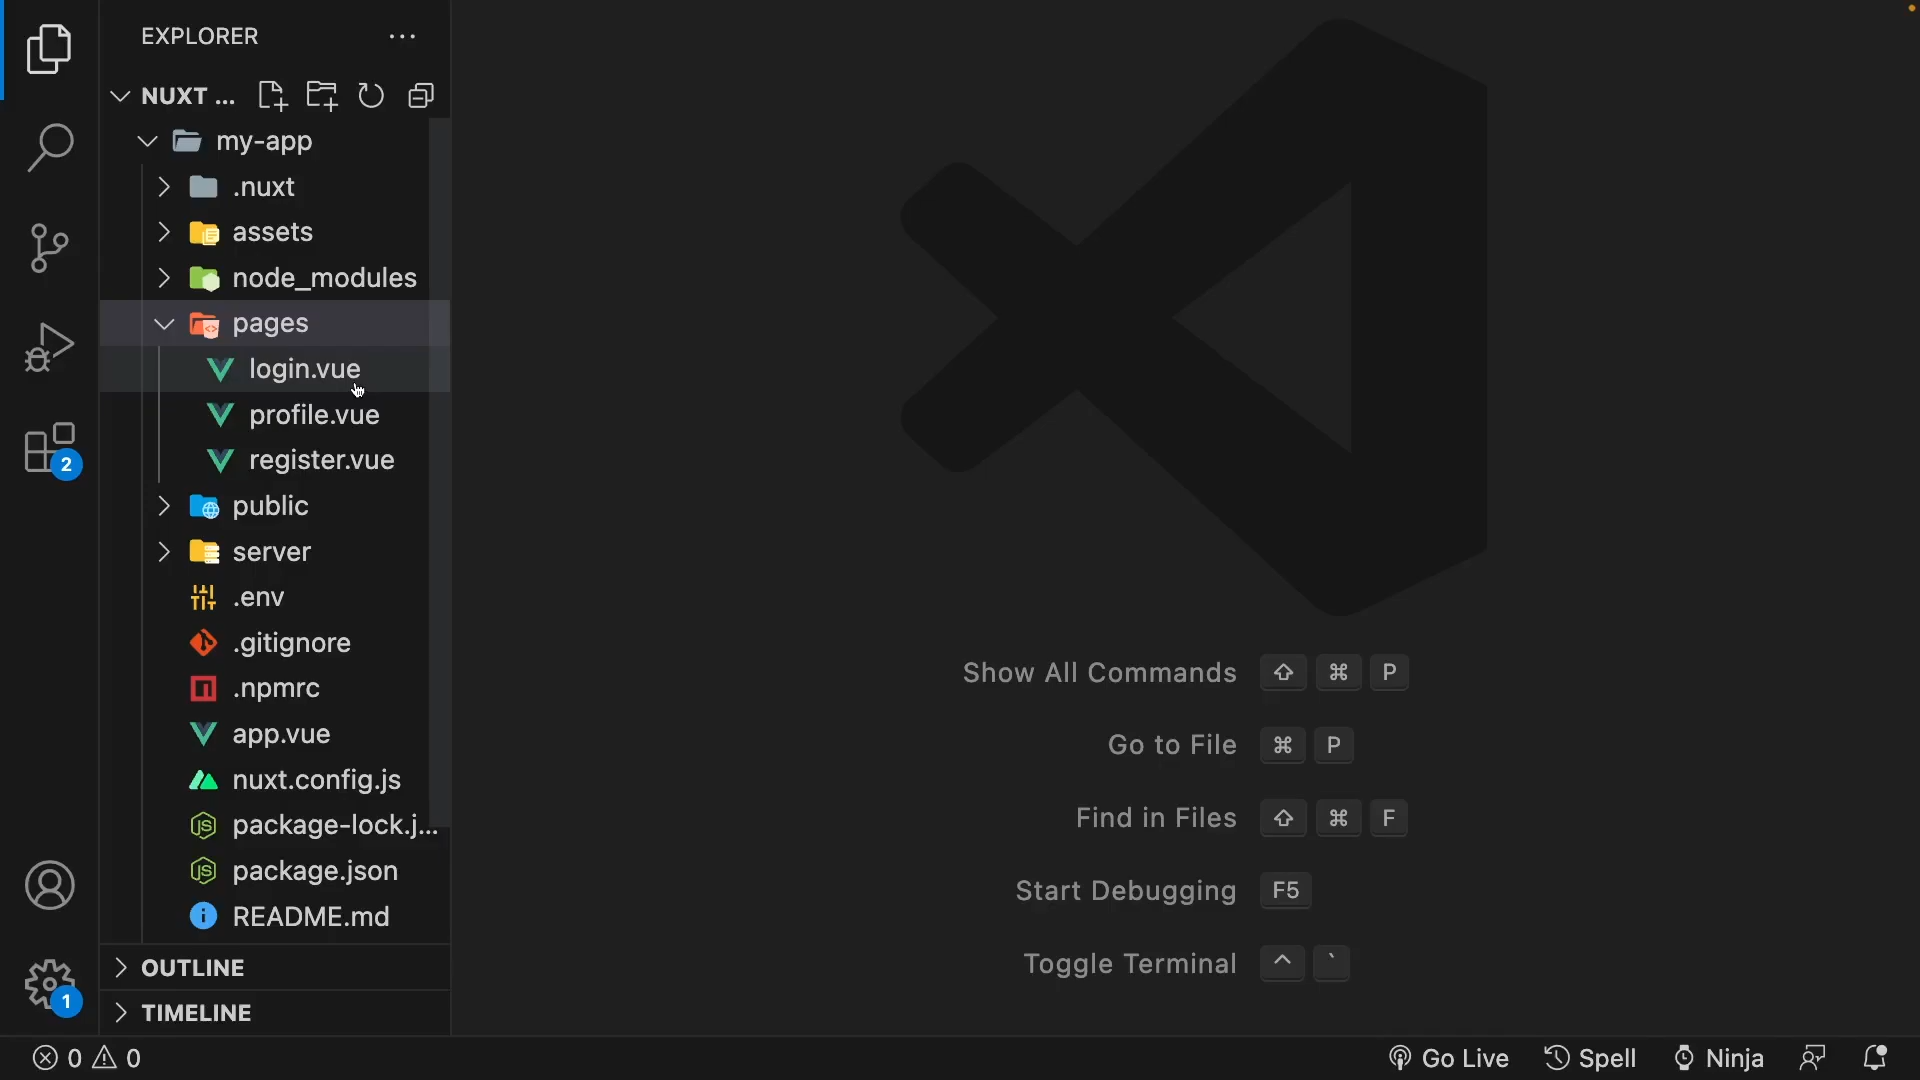 EXPLORER
NUXT ...
my-app
.nuxt
assets
node_modules
pages
login.vue
profile.vue
register.vue
public
server
.env
.gitignore
.npmrc
app.vue
nuxt.config.js
package-lock.j...
package.json
README.md
OUTLINE
TIMELINE
2
1
Show All Commands ⇧ ⌘ P
Go to File ⌘ P
Find in Files ⇧ ⌘ F
Start Debugging F5
Toggle Terminal ^ `
0 0
Go Live Spell Ninja